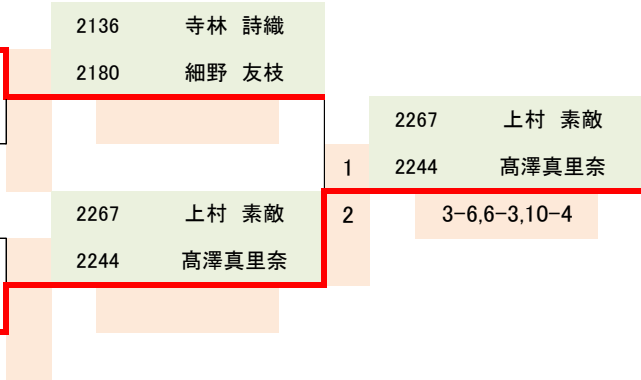 2136 寺林 詩織
2180 細野 友枝
2267 上村 素敵
1 2244 髙澤真里奈
2267 上村 素敵 2 3-6,6-3,10-4
2244 髙澤真里奈